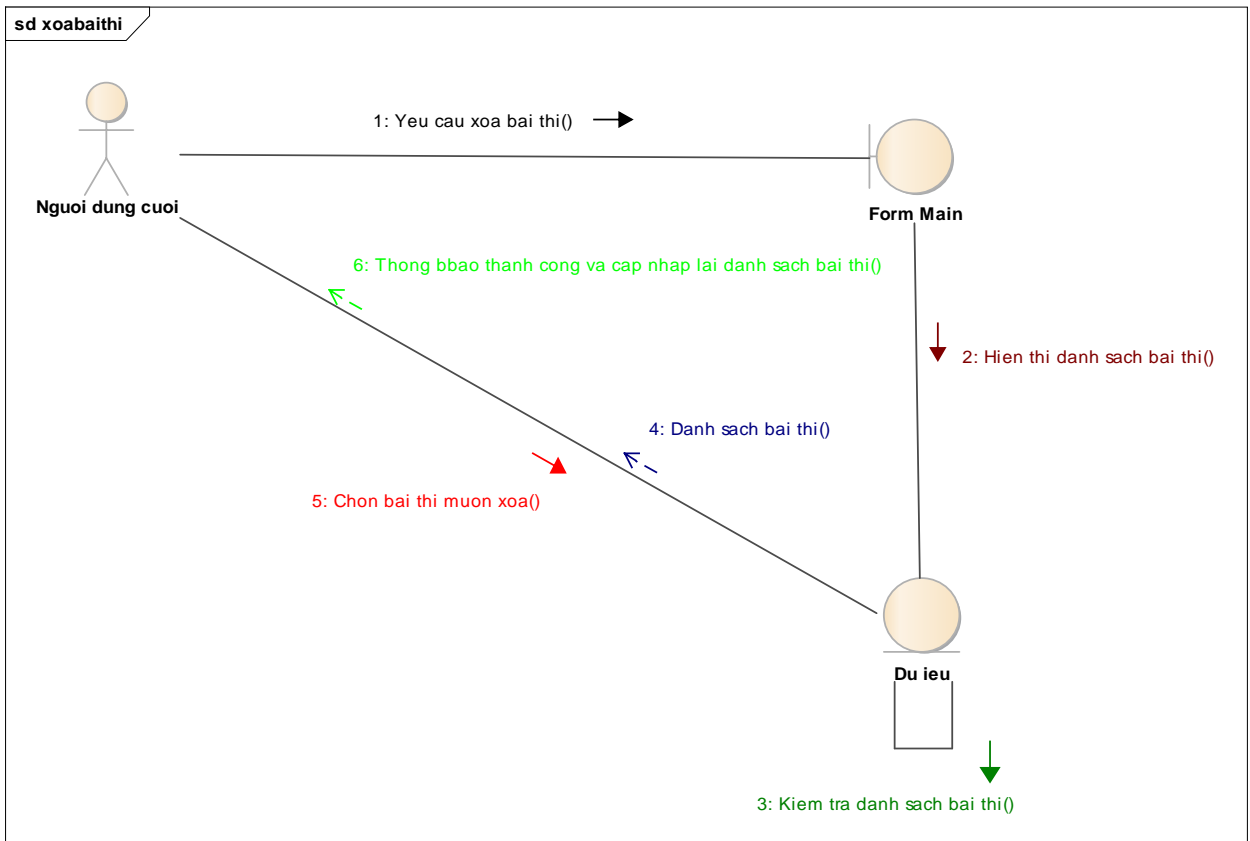 sd xoabaithi
1: Yeu cau xoa bai thi()
Nguoi dung cuoi
Form Main
6: Thong bbao thanh cong va cap nhap lai danh sach bai thi()
2: Hien thi danh sach bai thi()
4: Danh sach bai thi()
5: Chon bai thi muon xoa()
Du ieu
3: Kiem tra danh sach bai thi()